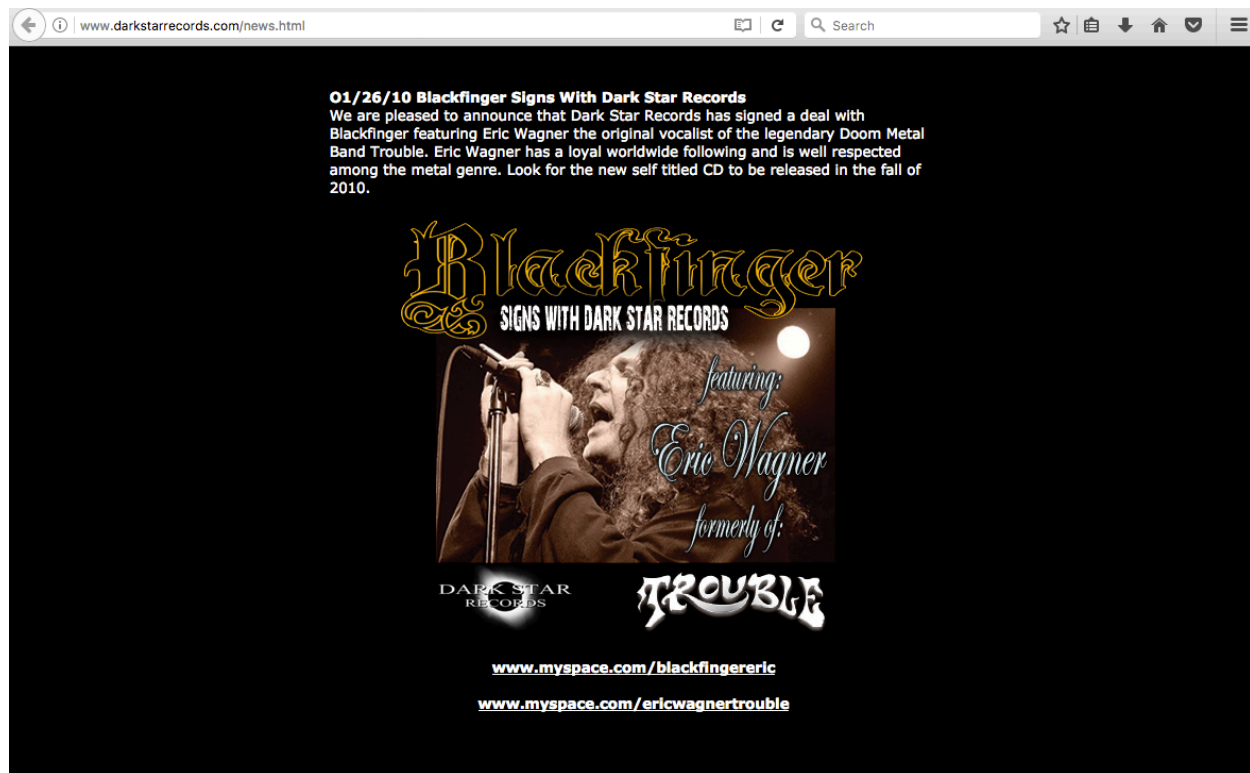 www.darkstarrecords.com/news.html
Search
O1/26/10 Blackfinger Signs With Dark Star Records
We are pleased to announce that Dark Star Records has signed a deal with
Blackfinger featuring Eric Wagner the original vocalist of the legendary Doom Metal
Band Trouble. Eric Wagner has a loyal worldwide following and is well respected
among the metal genre. Look for the new self titled CD to be released in the fall of
2010.
Blackfinger
SIGNS WITH DARK STAR RECORDS
featuring:
Eric Wagner
formerly of:
DARK STAR
RECORDS
TROUBLE
www.myspace.com/blackfingereric
www.myspace.com/ericwagnertrouble